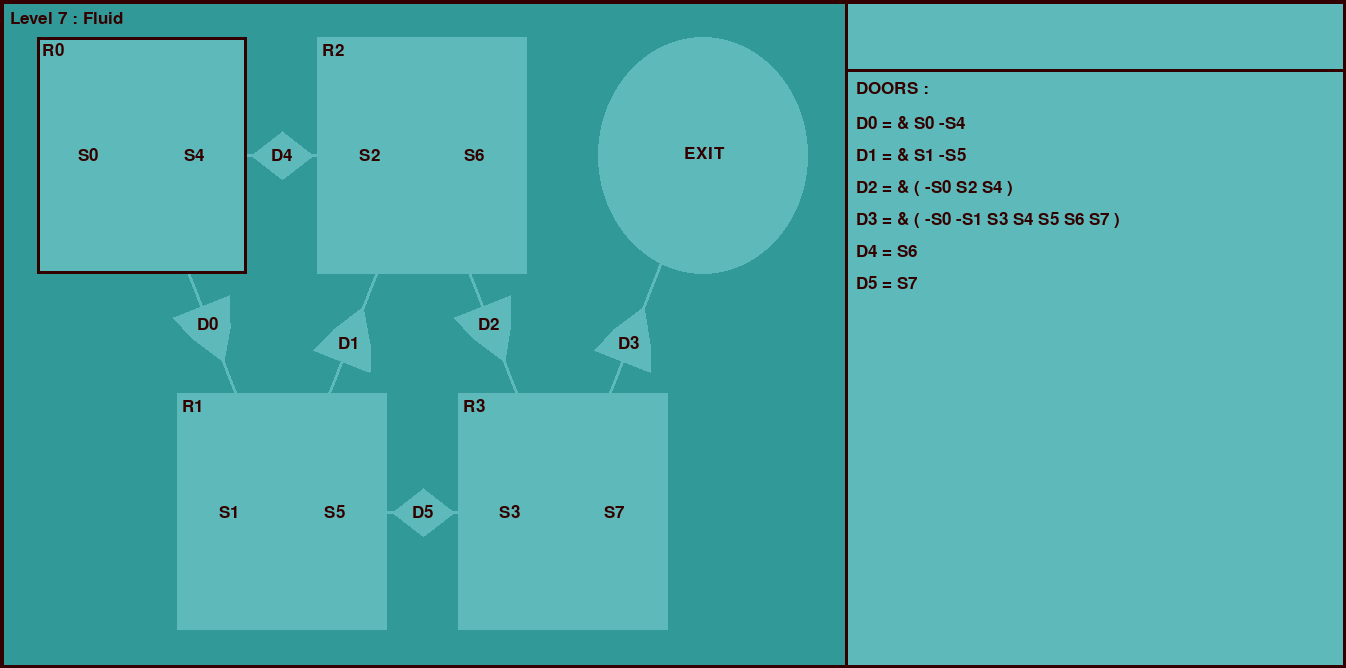 Level 7 : Fluid
R0
R2
S0
S4
D4
S2
S6
EXIT
D0
D1
D2
D3
R1
R3
S1
S5
D5
S3
S7
DOORS :
D0 = & S0 -S4
D1 = & S1 -S5
D2 = & ( -S0 S2 S4 )
D3 = & ( -S0 -S1 S3 S4 S5 S6 S7 )
D4 = S6
D5 = S7